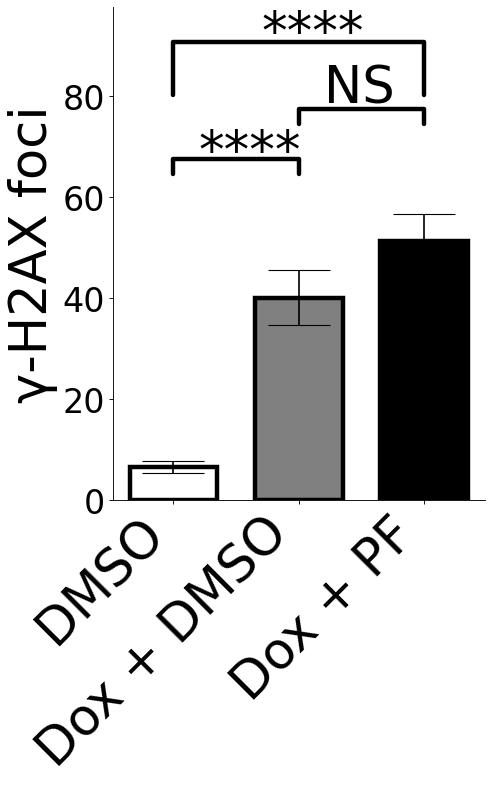 ****
NS
****
γ-H2AX foci
80
60
40
20
0
DMSO
Dox + DMSO
Dox + PF